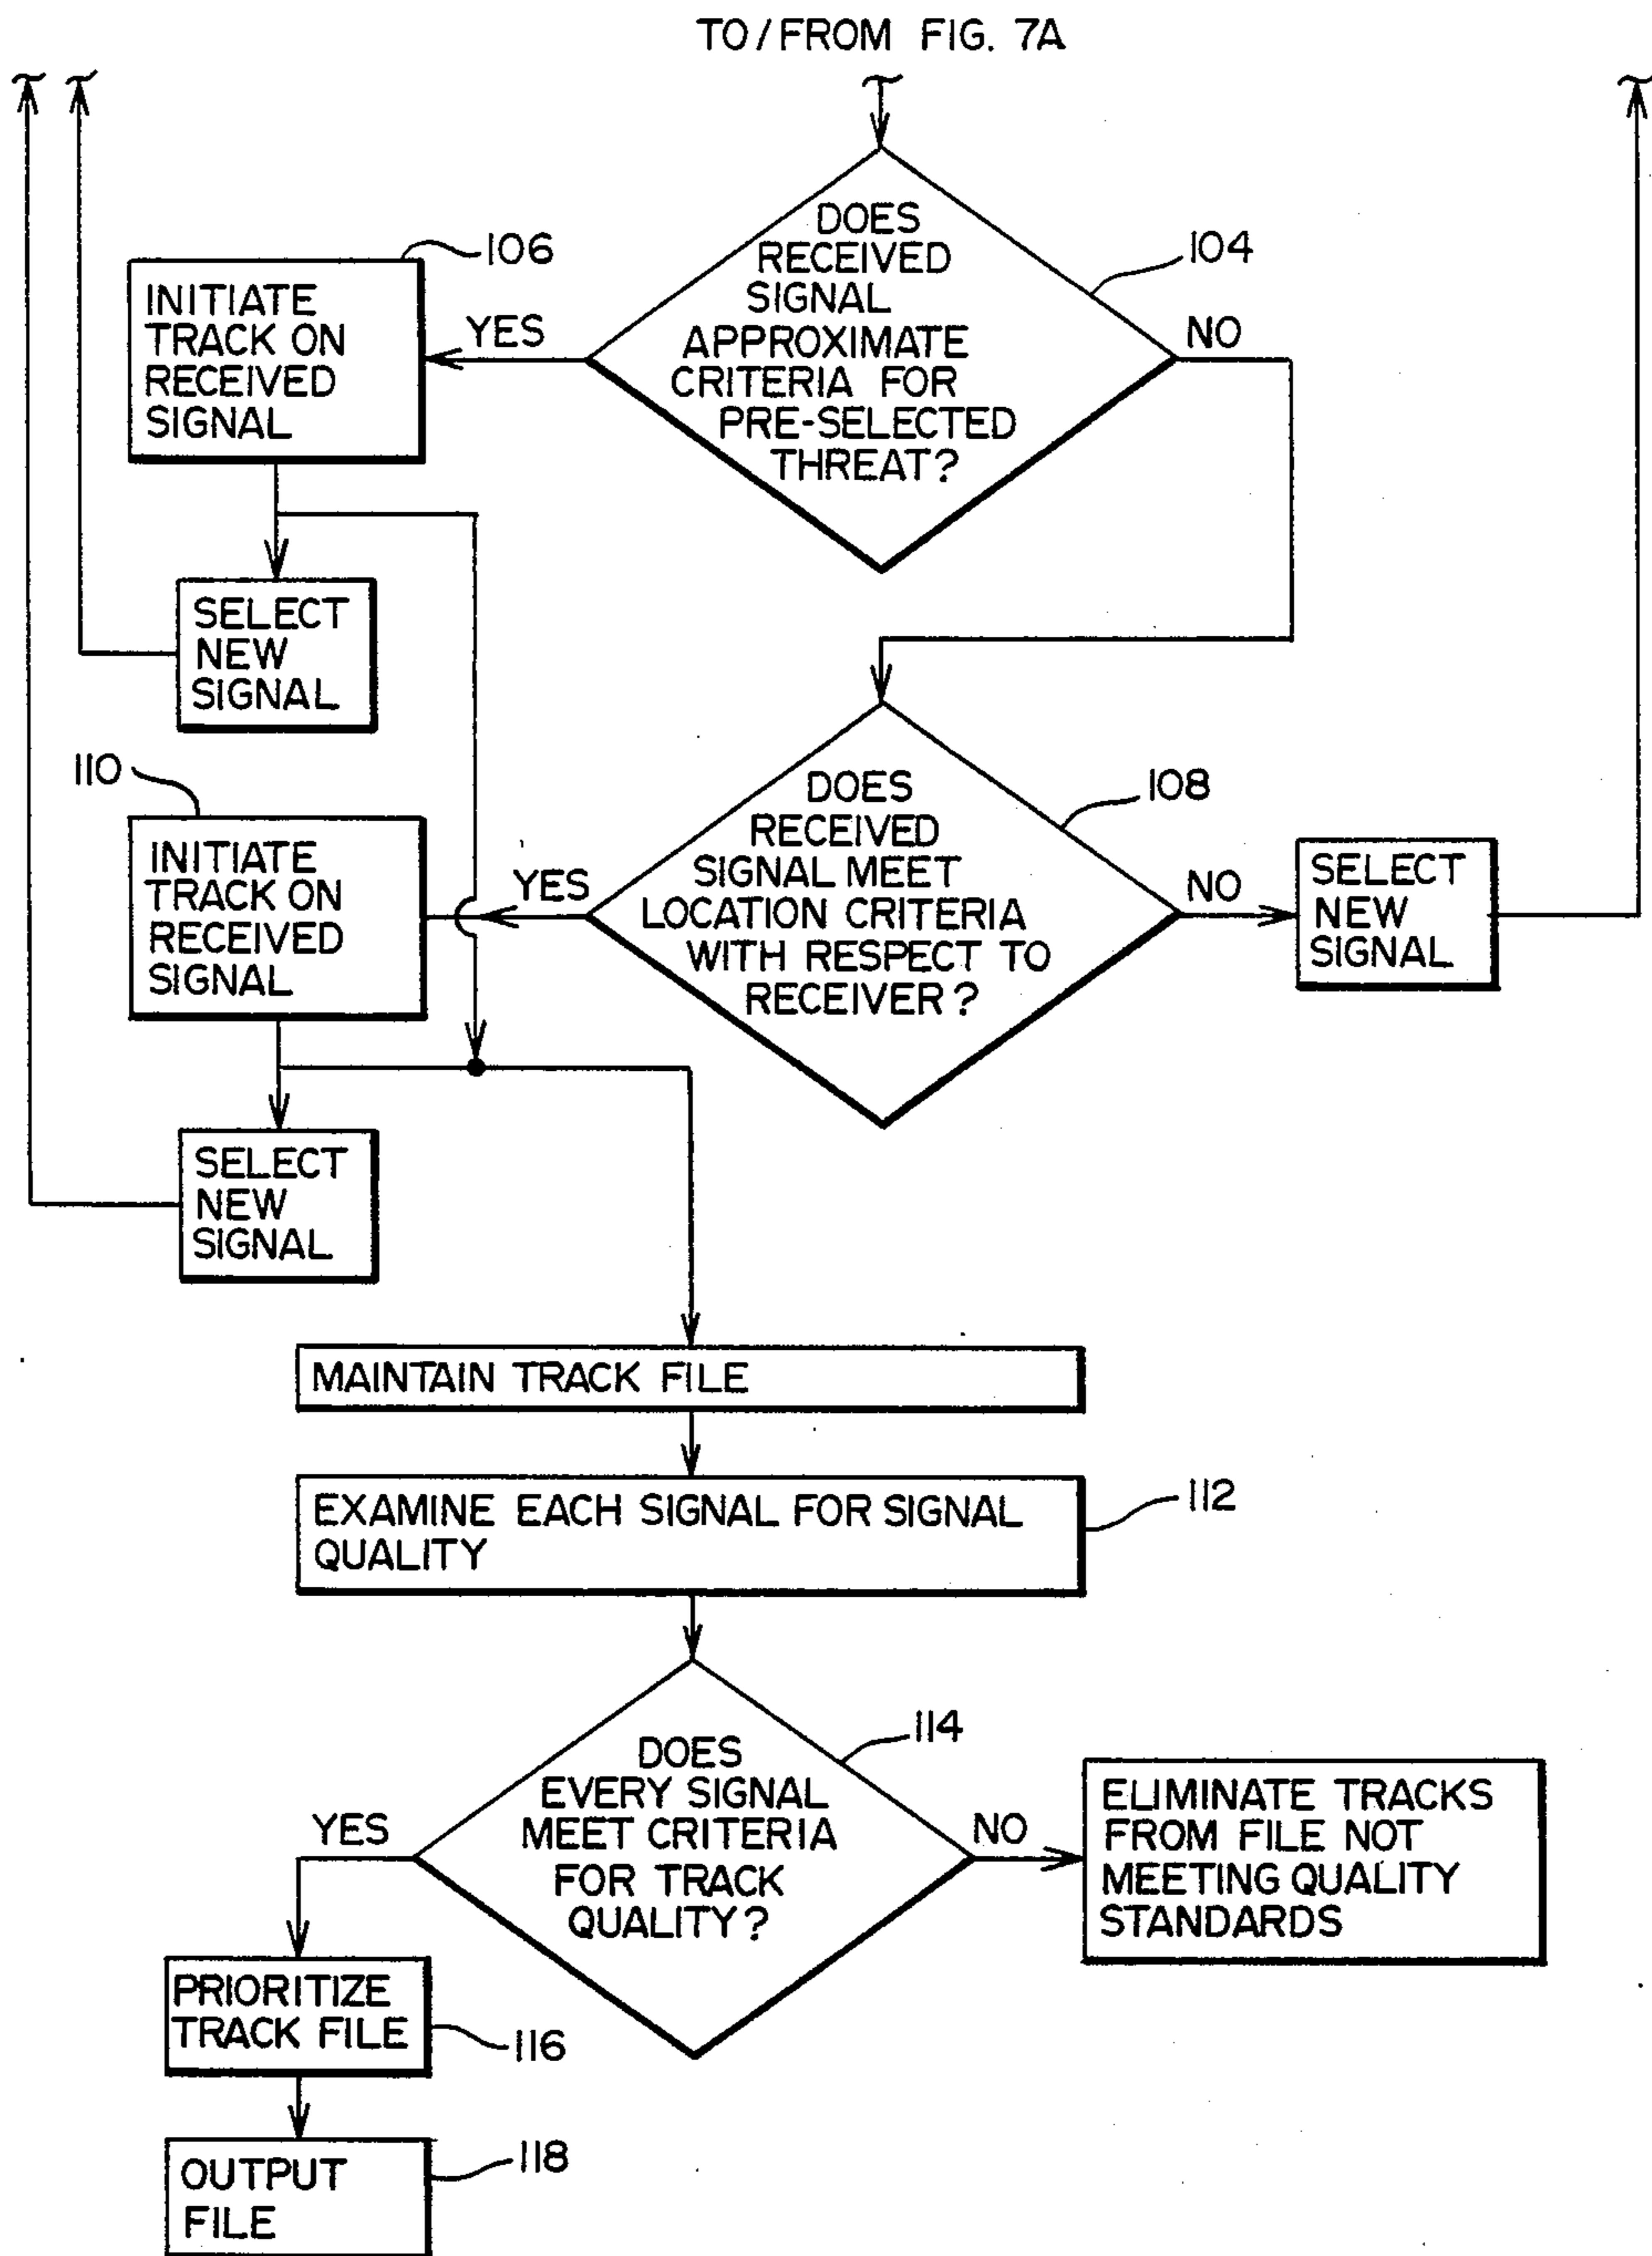 TO/FROM FIG. 7A
DOES
RECEIVED
SIGNAL
APPROXIMATE
CRITERIA FOR
PRE-SELECTED
THREAT?
104
106
INITIATE
TRACK ON
RECEIVED
SIGNAL
YES
NO
SELECT
NEW
SIGNAL
110
INITIATE
TRACK ON
RECEIVED
SIGNAL
YES
DOES
RECEIVED
SIGNAL MEET
LOCATION CRITERIA
WITH RESPECT TO
RECEIVER?
108
NO
SELECT
NEW
SIGNAL
SELECT
NEW
SIGNAL
MAINTAIN TRACK FILE
EXAMINE EACH SIGNAL FOR SIGNAL
QUALITY
112
DOES
EVERY SIGNAL
MEET CRITERIA
FOR TRACK
QUALITY?
114
YES
NO
ELIMINATE TRACKS
FROM FILE NOT
MEETING QUALITY
STANDARDS
PRIORITIZE
TRACK FILE
116
OUTPUT
FILE
118